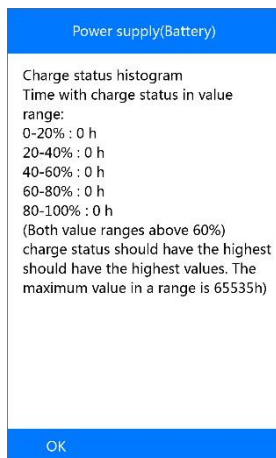 Power supply(Battery)
Charge status histogram
Time with charge status in value
range:
0-20% : 0 h
20-40% : 0 h
40-60% : 0 h
60-80% : 0 h
80-100% : 0 h
(Both value ranges above 60%)
charge status should have the highest
should have the highest values. The
maximum value in a range is 65535h)
OK